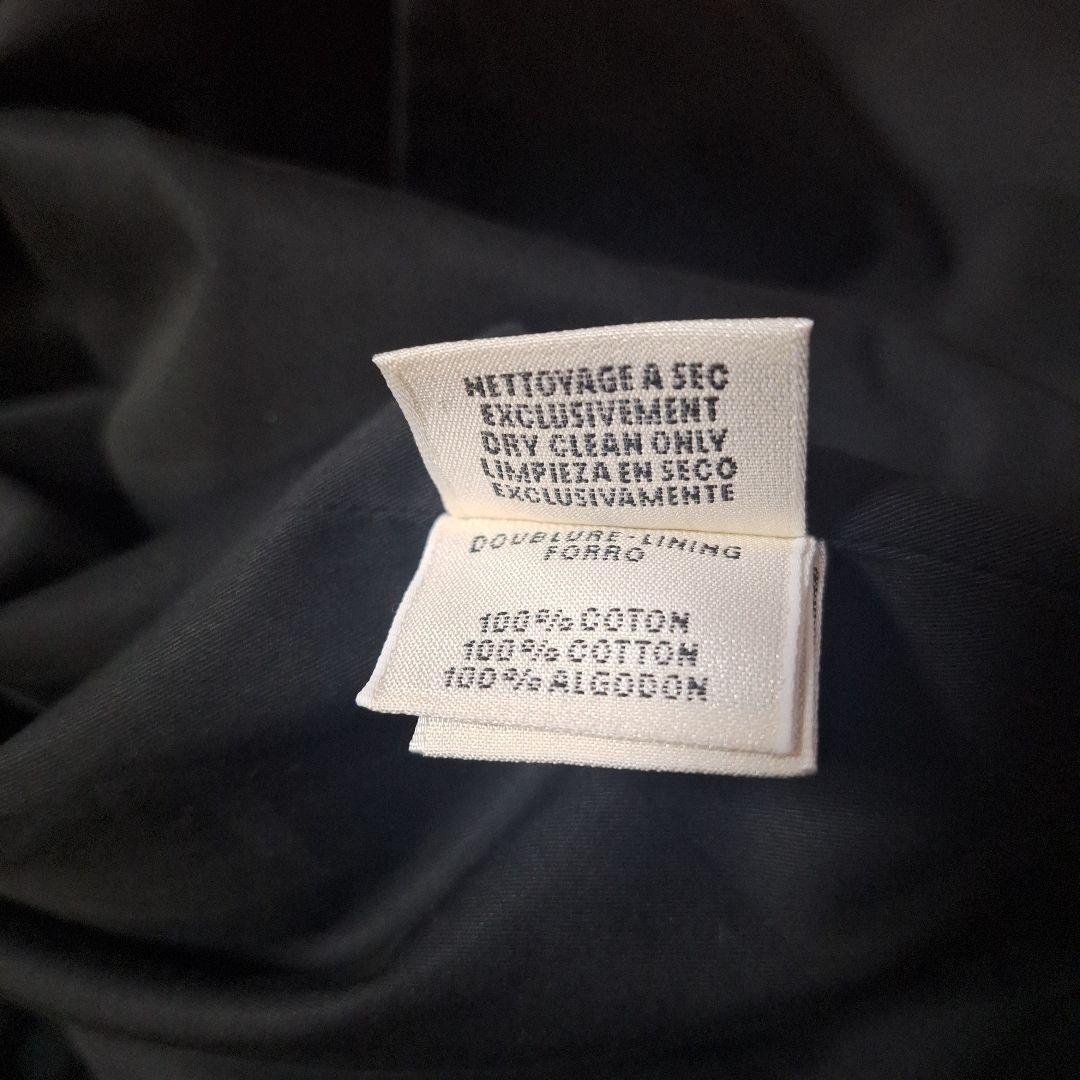 NETTOYAGE A SEC
EXCLUSIVEMENT
DRY CLEAN ONLY
LIMPIEZA EN SECO
EXCLUSIVAMENTE
DOUBLURE-LINING
FORRO
100% COTON
100% COTTON
100% ALGODON